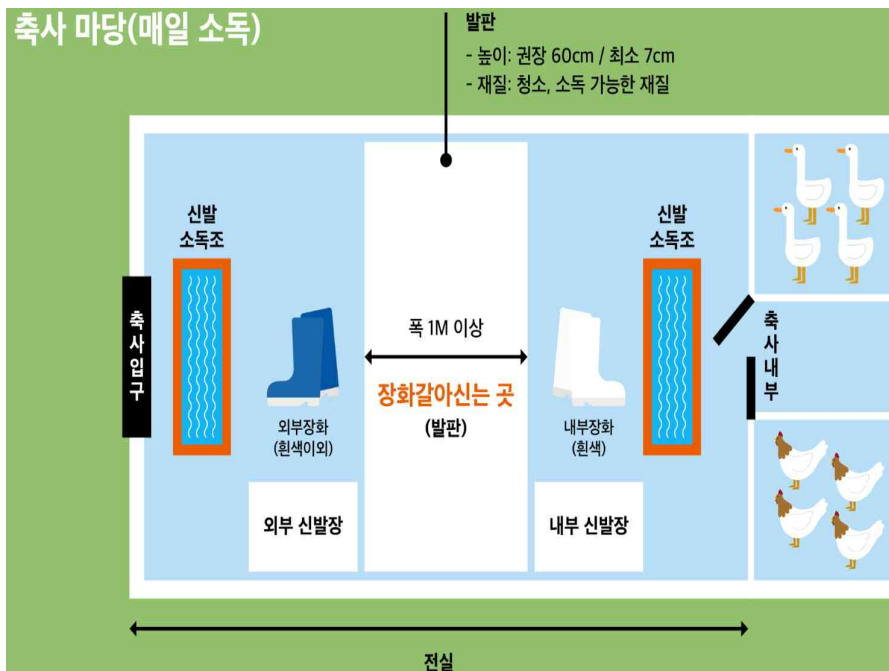 축사 마당(매일 소독)
발판
- 높이: 권장 60cm / 최소 7cm
- 재질: 청소, 소독 가능한 재질
신발
소독조
신발
소독조
축사입구
폭 1M 이상
장화갈아신는 곳
(발판)
외부장화
(흰색이외)
내부장화
(흰색)
축사내부
외부 신발장
내부 신발장
전실